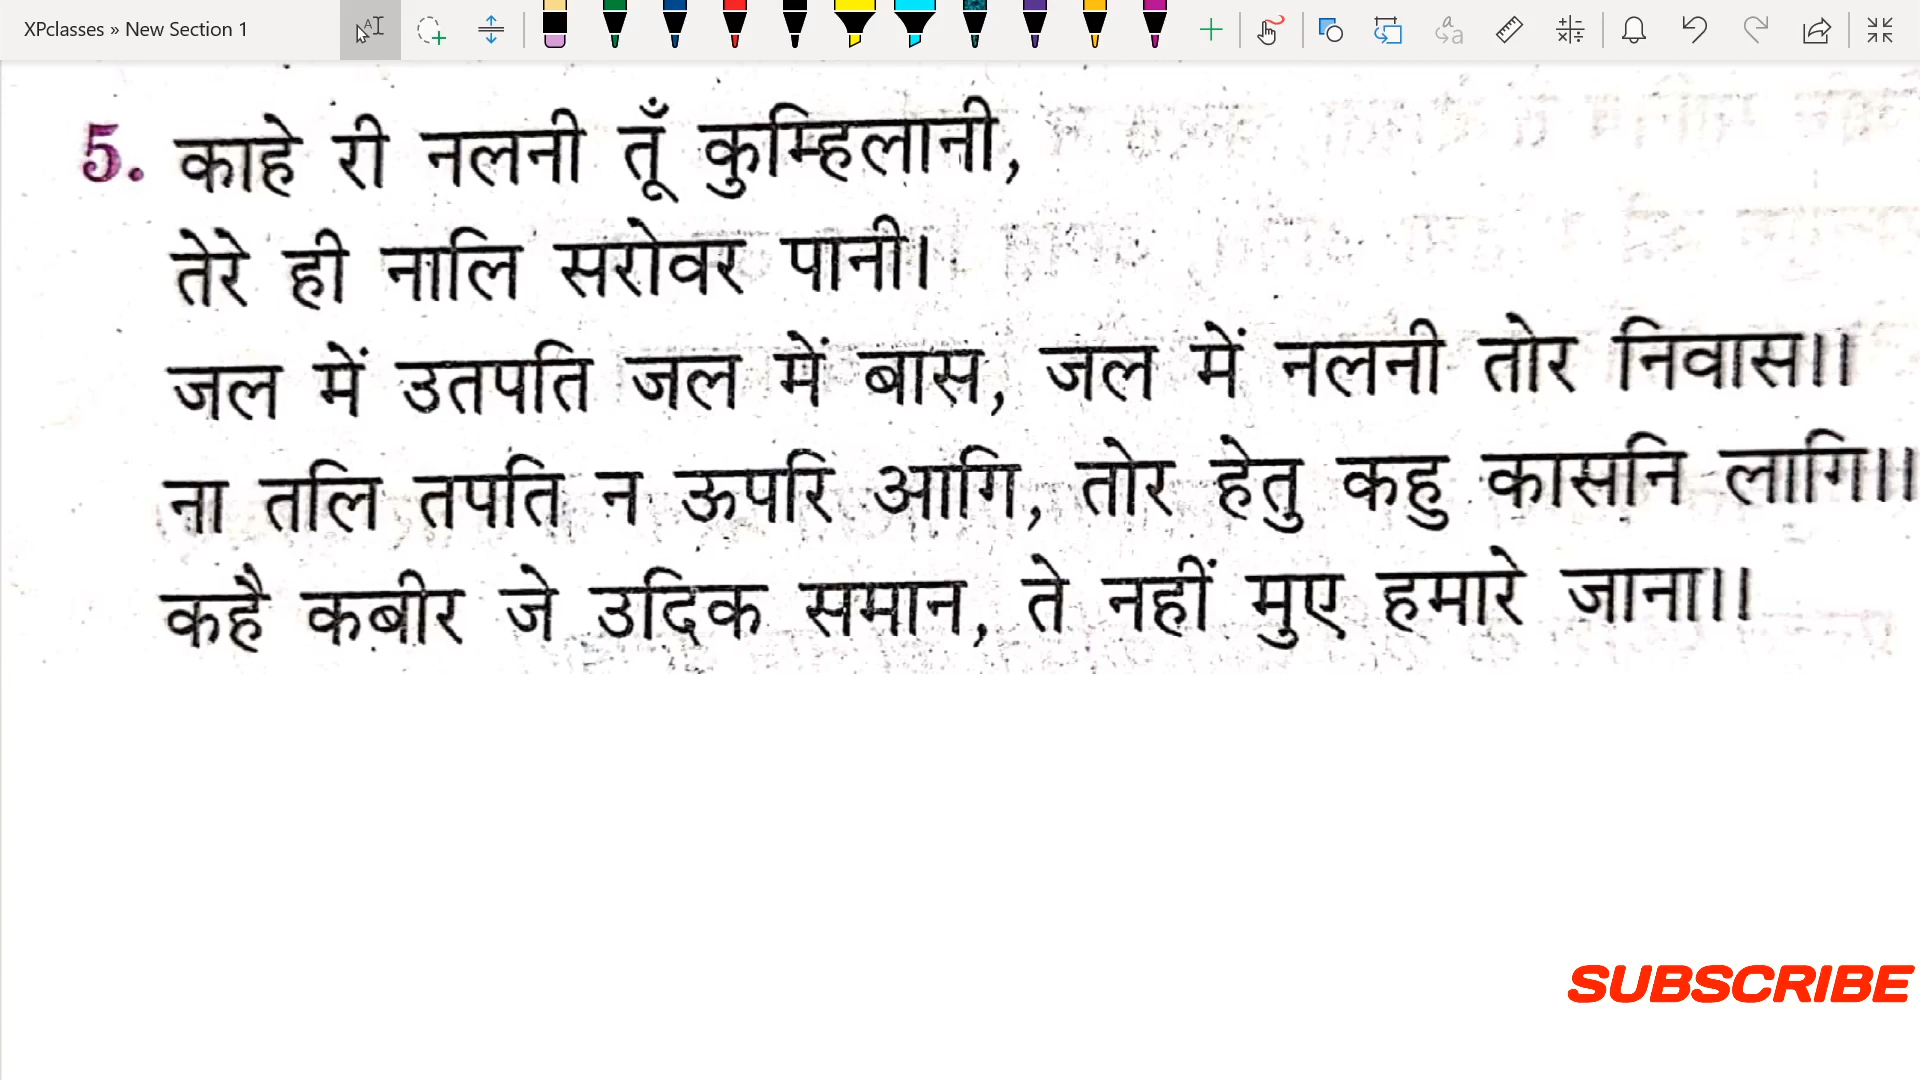 XPclasses » New Section 1
5. काहे री नलनी तूँ कुम्हिलानी,
तेरे ही नालि सरोवर पानी।
जल में उतपति जल में बास, जल में नलनी तोर निवास।।
ना तलि तपति न ऊपरि आगि, तोर हेतु कहु कासनि लागि।।
कहै कबीर जे उदिक समान, ते नहीं मुए हमारे जाना।।
SUBSCRIBE